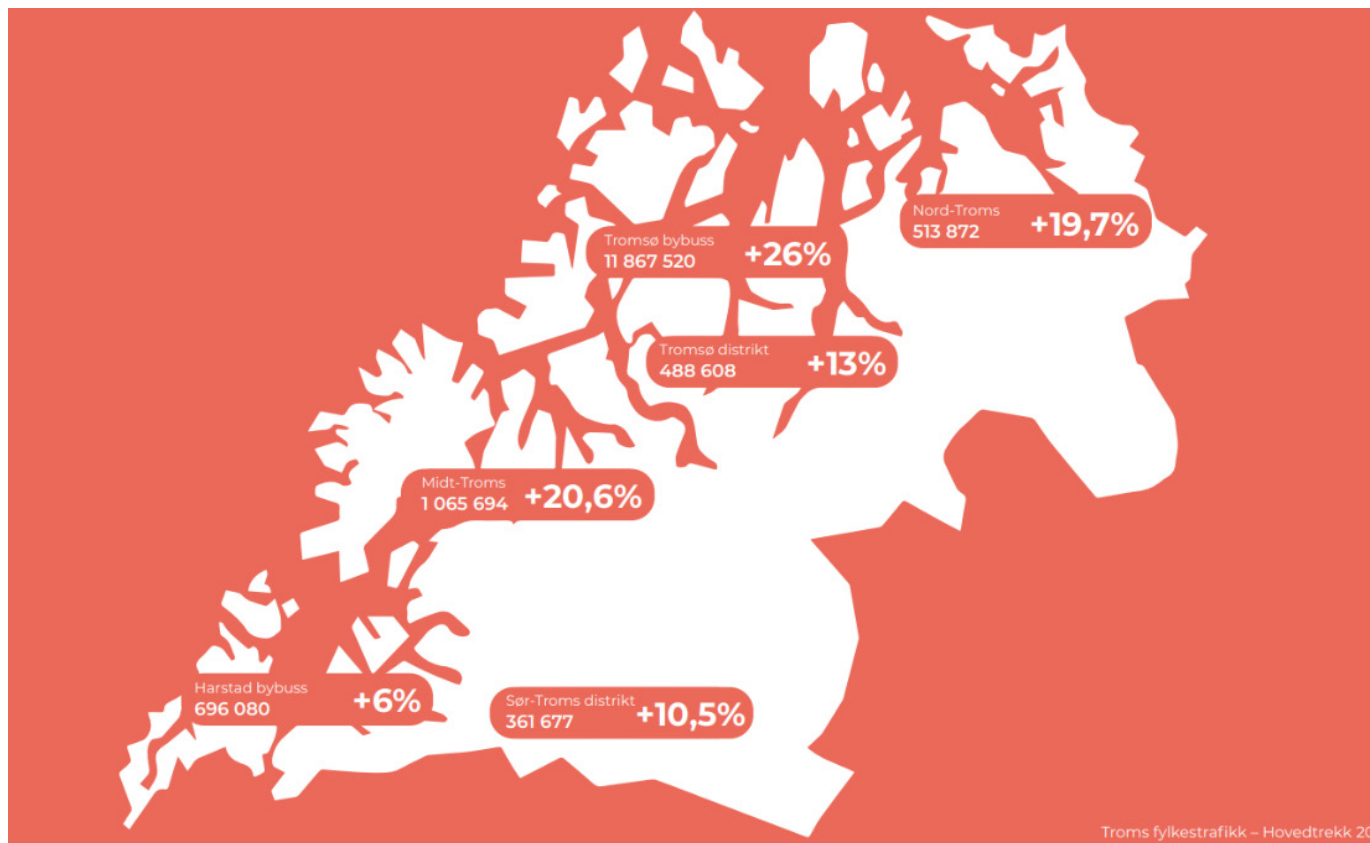 Nord-Troms
513 872
+19,7%
Tromsø bybuss
11 867 520
+26%
Tromsø distrikt
488 608
+13%
Midt-Troms
1 065 694
+20,6%
Harstad bybuss
696 080
+6%
Sør-Troms distrikt
361 677
+10,5%
Troms fylkestrafikk – Hovedtrekk 20